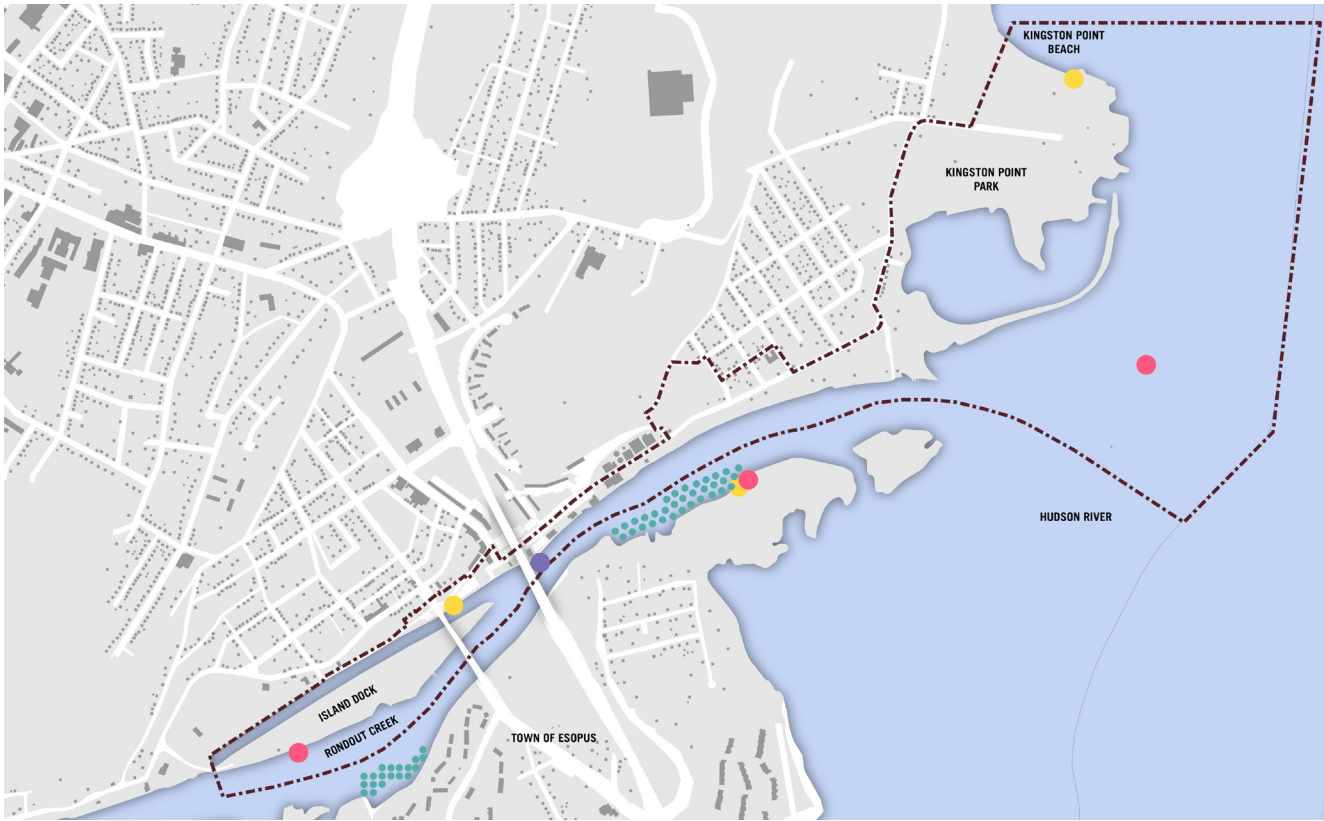 KINGSTON POINT
BEACH
KINGSTON POINT
PARK
HUDSON RIVER
ISLAND DOCK
RONDOUT CREEK
TOWN OF ESOPUS